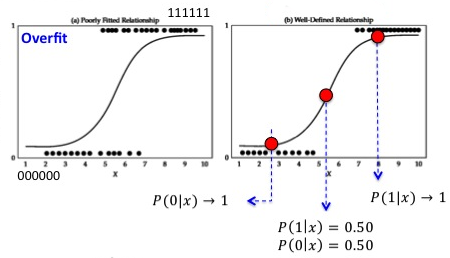 111111
(a) Poorly Fitted Relationship
(b) Well-Defined Relationship
1
Overfit
0
1 2 3 4 5 6 7 8 9 10
000000
X
1
0
1 2 3 4 5 6 7 8 9 10
X
P(0|x) → 1
P(1|x) → 1
P(1|x) = 0.50
P(0|x) = 0.50